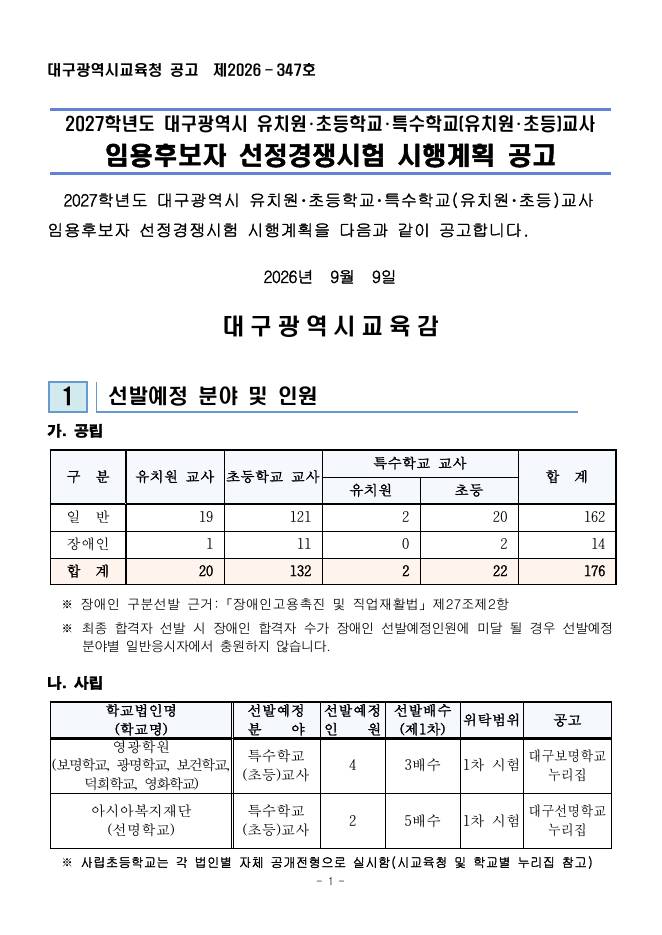 대구광역시교육청 공고 제2026－347호
2027학년도 대구광역시 유치원·초등학교·특수학교(유치원·초등)교사
임용후보자 선정경쟁시험 시행계획 공고
2027학년도 대구광역시 유치원·초등학교·특수학교(유치원·초등)교사
임용후보자 선정경쟁시험 시행계획을 다음과 같이 공고합니다.
2026년 9월 9일
대구광역시교육감
1 선발예정 분야 및 인원
가. 공립
구 분 유치원 교사 초등학교 교사 특수학교 교사 합 계
유치원 초등
일 반 19 121 2 20 162
장애인 1 11 0 2 14
합 계 20 132 2 22 176
※ 장애인 구분선발 근거:「장애인고용촉진 및 직업재활법」제27조제2항
※ 최종 합격자 선발 시 장애인 합격자 수가 장애인 선발예정인원에 미달 될 경우 선발예정
분야별 일반응시자에서 충원하지 않습니다.
나. 사립
학교법인명 선발예정 선발예정 선발배수 위탁범위 공고
(학교명) 분 야 인 원 (제1차)
영광학원
(보명학교, 광명학교, 보건학교, 덕희학교, 영화학교) 특수학교 (초등)교사 4 3배수 1차 시험 대구보명학교 누리집
아시아복지재단 (선명학교) 특수학교 (초등)교사 2 5배수 1차 시험 대구선명학교 누리집
※ 사립초등학교는 각 법인별 자체 공개전형으로 실시함(시교육청 및 학교별 누리집 참고)
- 1 -